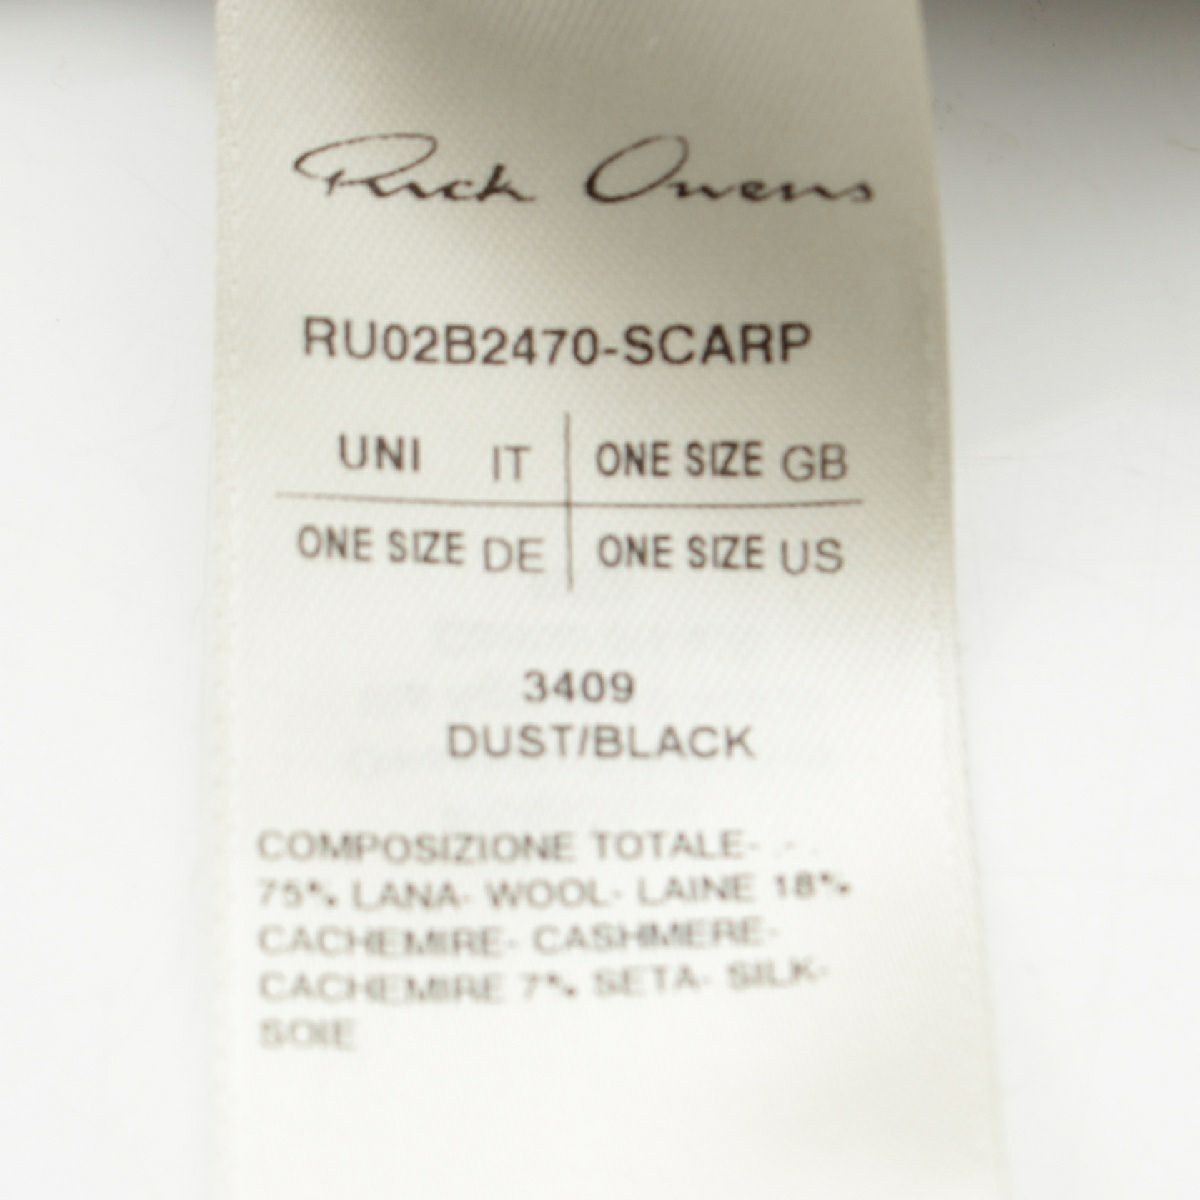 Rick Owens
RU02B2470-SCARP
UNI IT ONE SIZE GB
ONE SIZE DE ONE SIZE US
3409
DUST/BLACK
COMPOSIZIONE TOTALE- .- .
75% LANA- WOOL- LAINE 18%
CACHEMIRE- CASHMERE-
CACHEMIRE 7% SETA- SILK-
SOIE